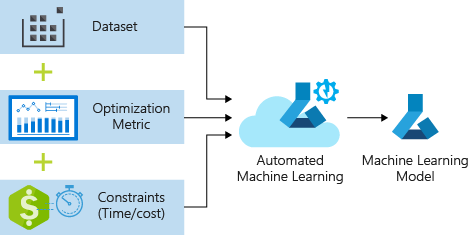 Dataset
+
Optimization
Metric
+
Constraints
(Time/cost)
$
Automated
Machine Learning
Machine Learning
Model